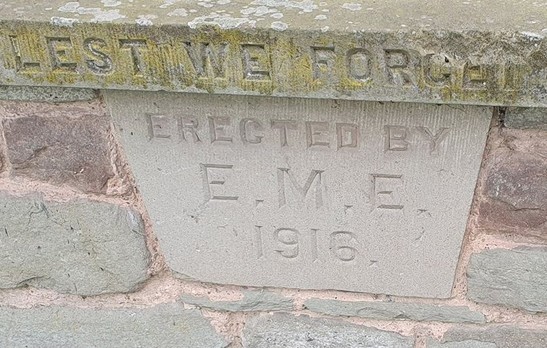 LEST WE FORGET
ERECTED BY
E.M.E.
1916.